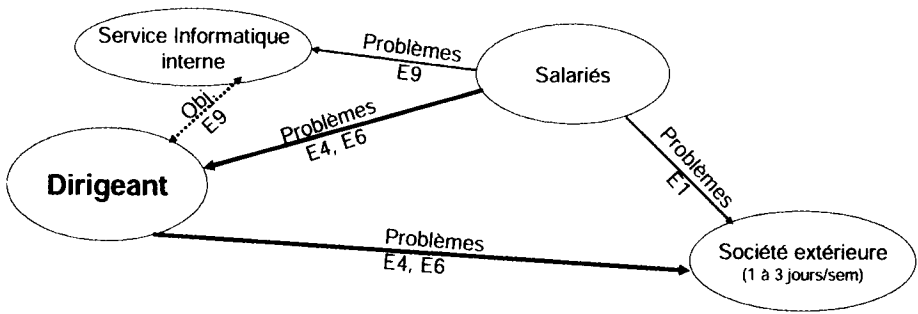 Service Informatique
interne
Problèmes
E9
Salariés
Obj.
E9
Problèmes
E4, E6
Problèmes
E1
Dirigeant
Problèmes
E4, E6
Société extérieure
(1 à 3 jours/sem)